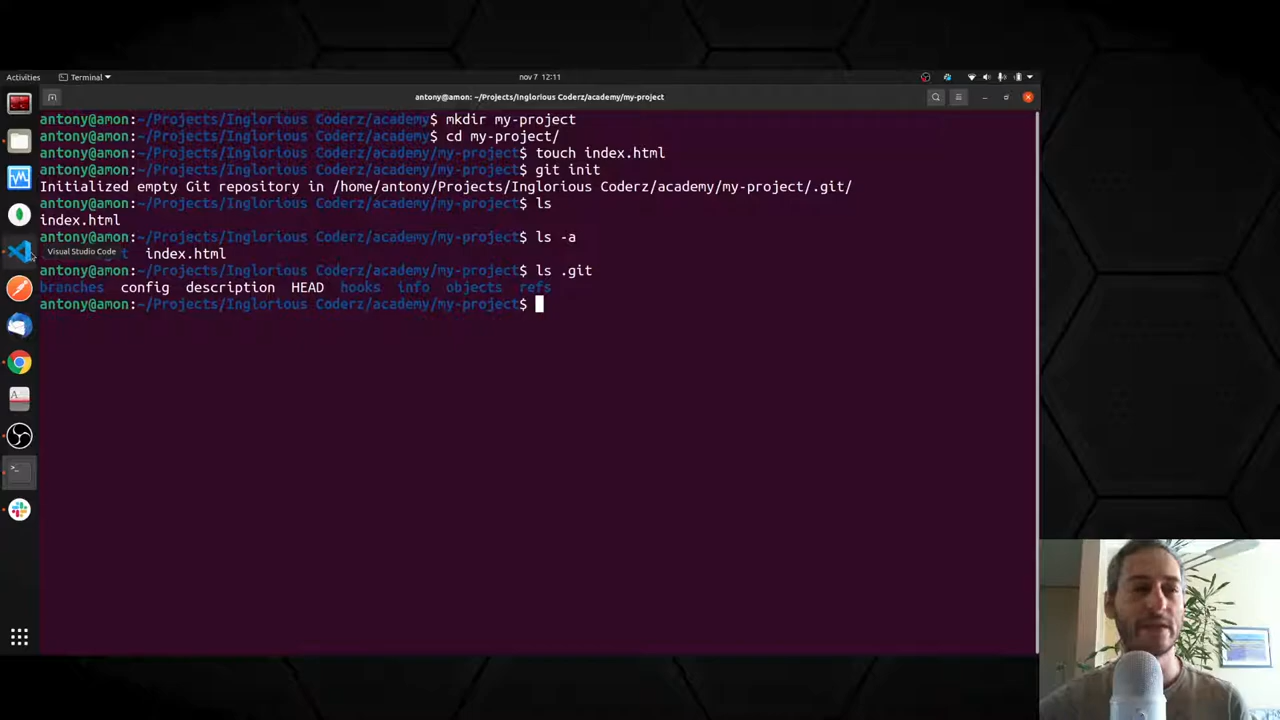 Activities Terminal nov 7 12:11
antony@amon: ~/Projects/Inglorious Coderz/academy/my-project
antony@amon:~/Projects/Inglorious Coderz/academy$ mkdir my-project
antony@amon:~/Projects/Inglorious Coderz/academy$ cd my-project/
antony@amon:~/Projects/Inglorious Coderz/academy/my-project$ touch index.html
antony@amon:~/Projects/Inglorious Coderz/academy/my-project$ git init
Initialized empty Git repository in /home/antony/Projects/Inglorious Coderz/academy/my-project/.git/
antony@amon:~/Projects/Inglorious Coderz/academy/my-project$ ls
index.html
antony@amon:~/Projects/Inglorious Coderz/academy/my-project$ ls -a
Visual Studio Code
index.html
antony@amon:~/Projects/Inglorious Coderz/academy/my-project$ ls .git
branches config description HEAD hooks info objects refs
antony@amon:~/Projects/Inglorious Coderz/academy/my-project$